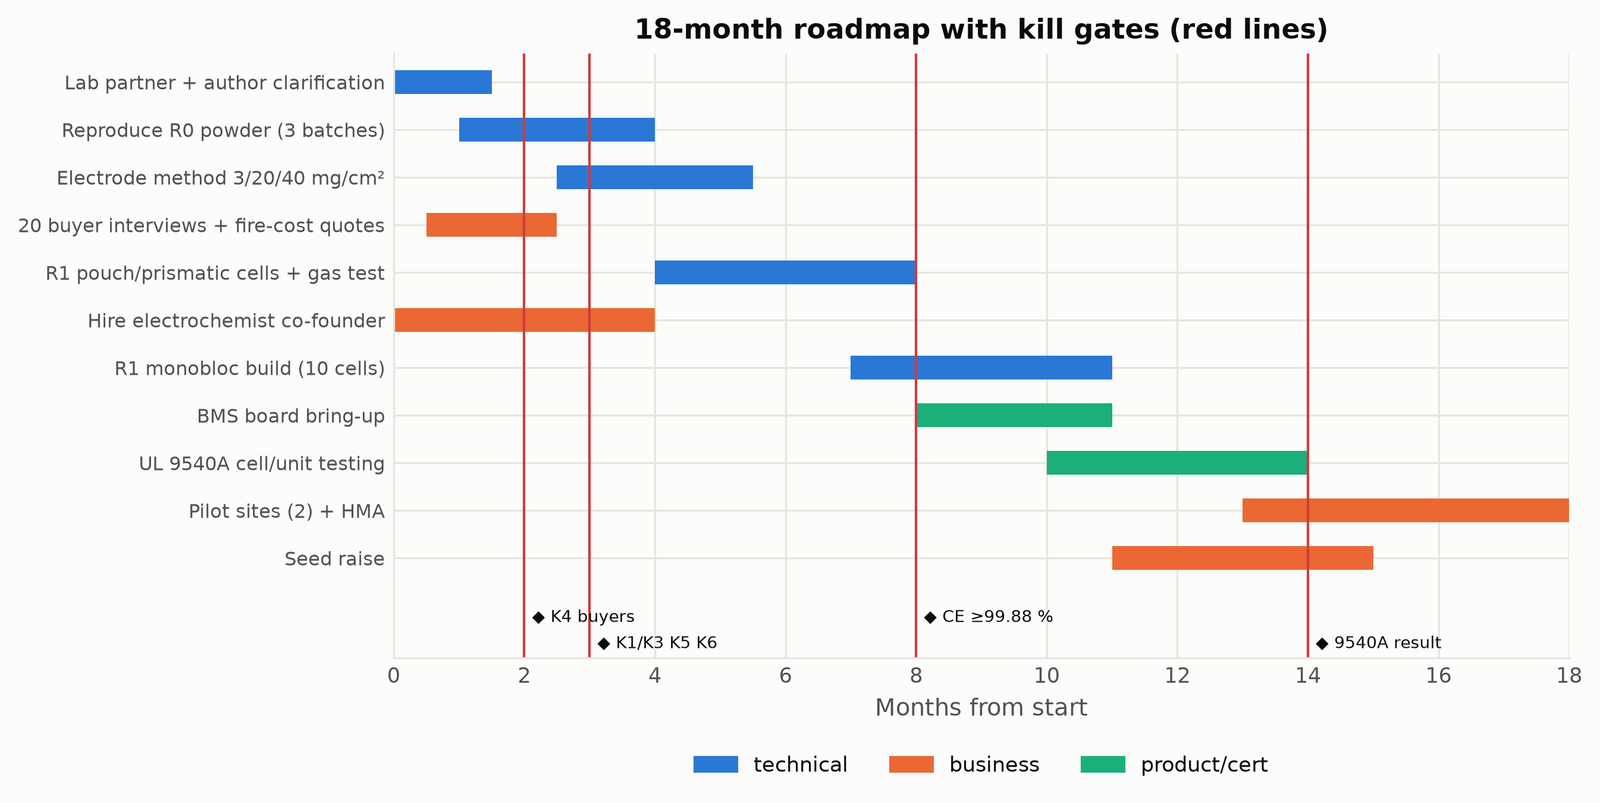 18-month roadmap with kill gates (red lines)
Lab partner + author clarification
Reproduce R0 powder (3 batches)
Electrode method 3/20/40 mg/cm²
20 buyer interviews + fire-cost quotes
R1 pouch/prismatic cells + gas test
Hire electrochemist co-founder
R1 monobloc build (10 cells)
BMS board bring-up
UL 9540A cell/unit testing
Pilot sites (2) + HMA
Seed raise
◆ K4 buyers
◆ CE ≥99.88 %
◆ K1/K3 K5 K6
◆ 9540A result
0 2 4 6 8 10 12 14 16 18
Months from start
technical business product/cert